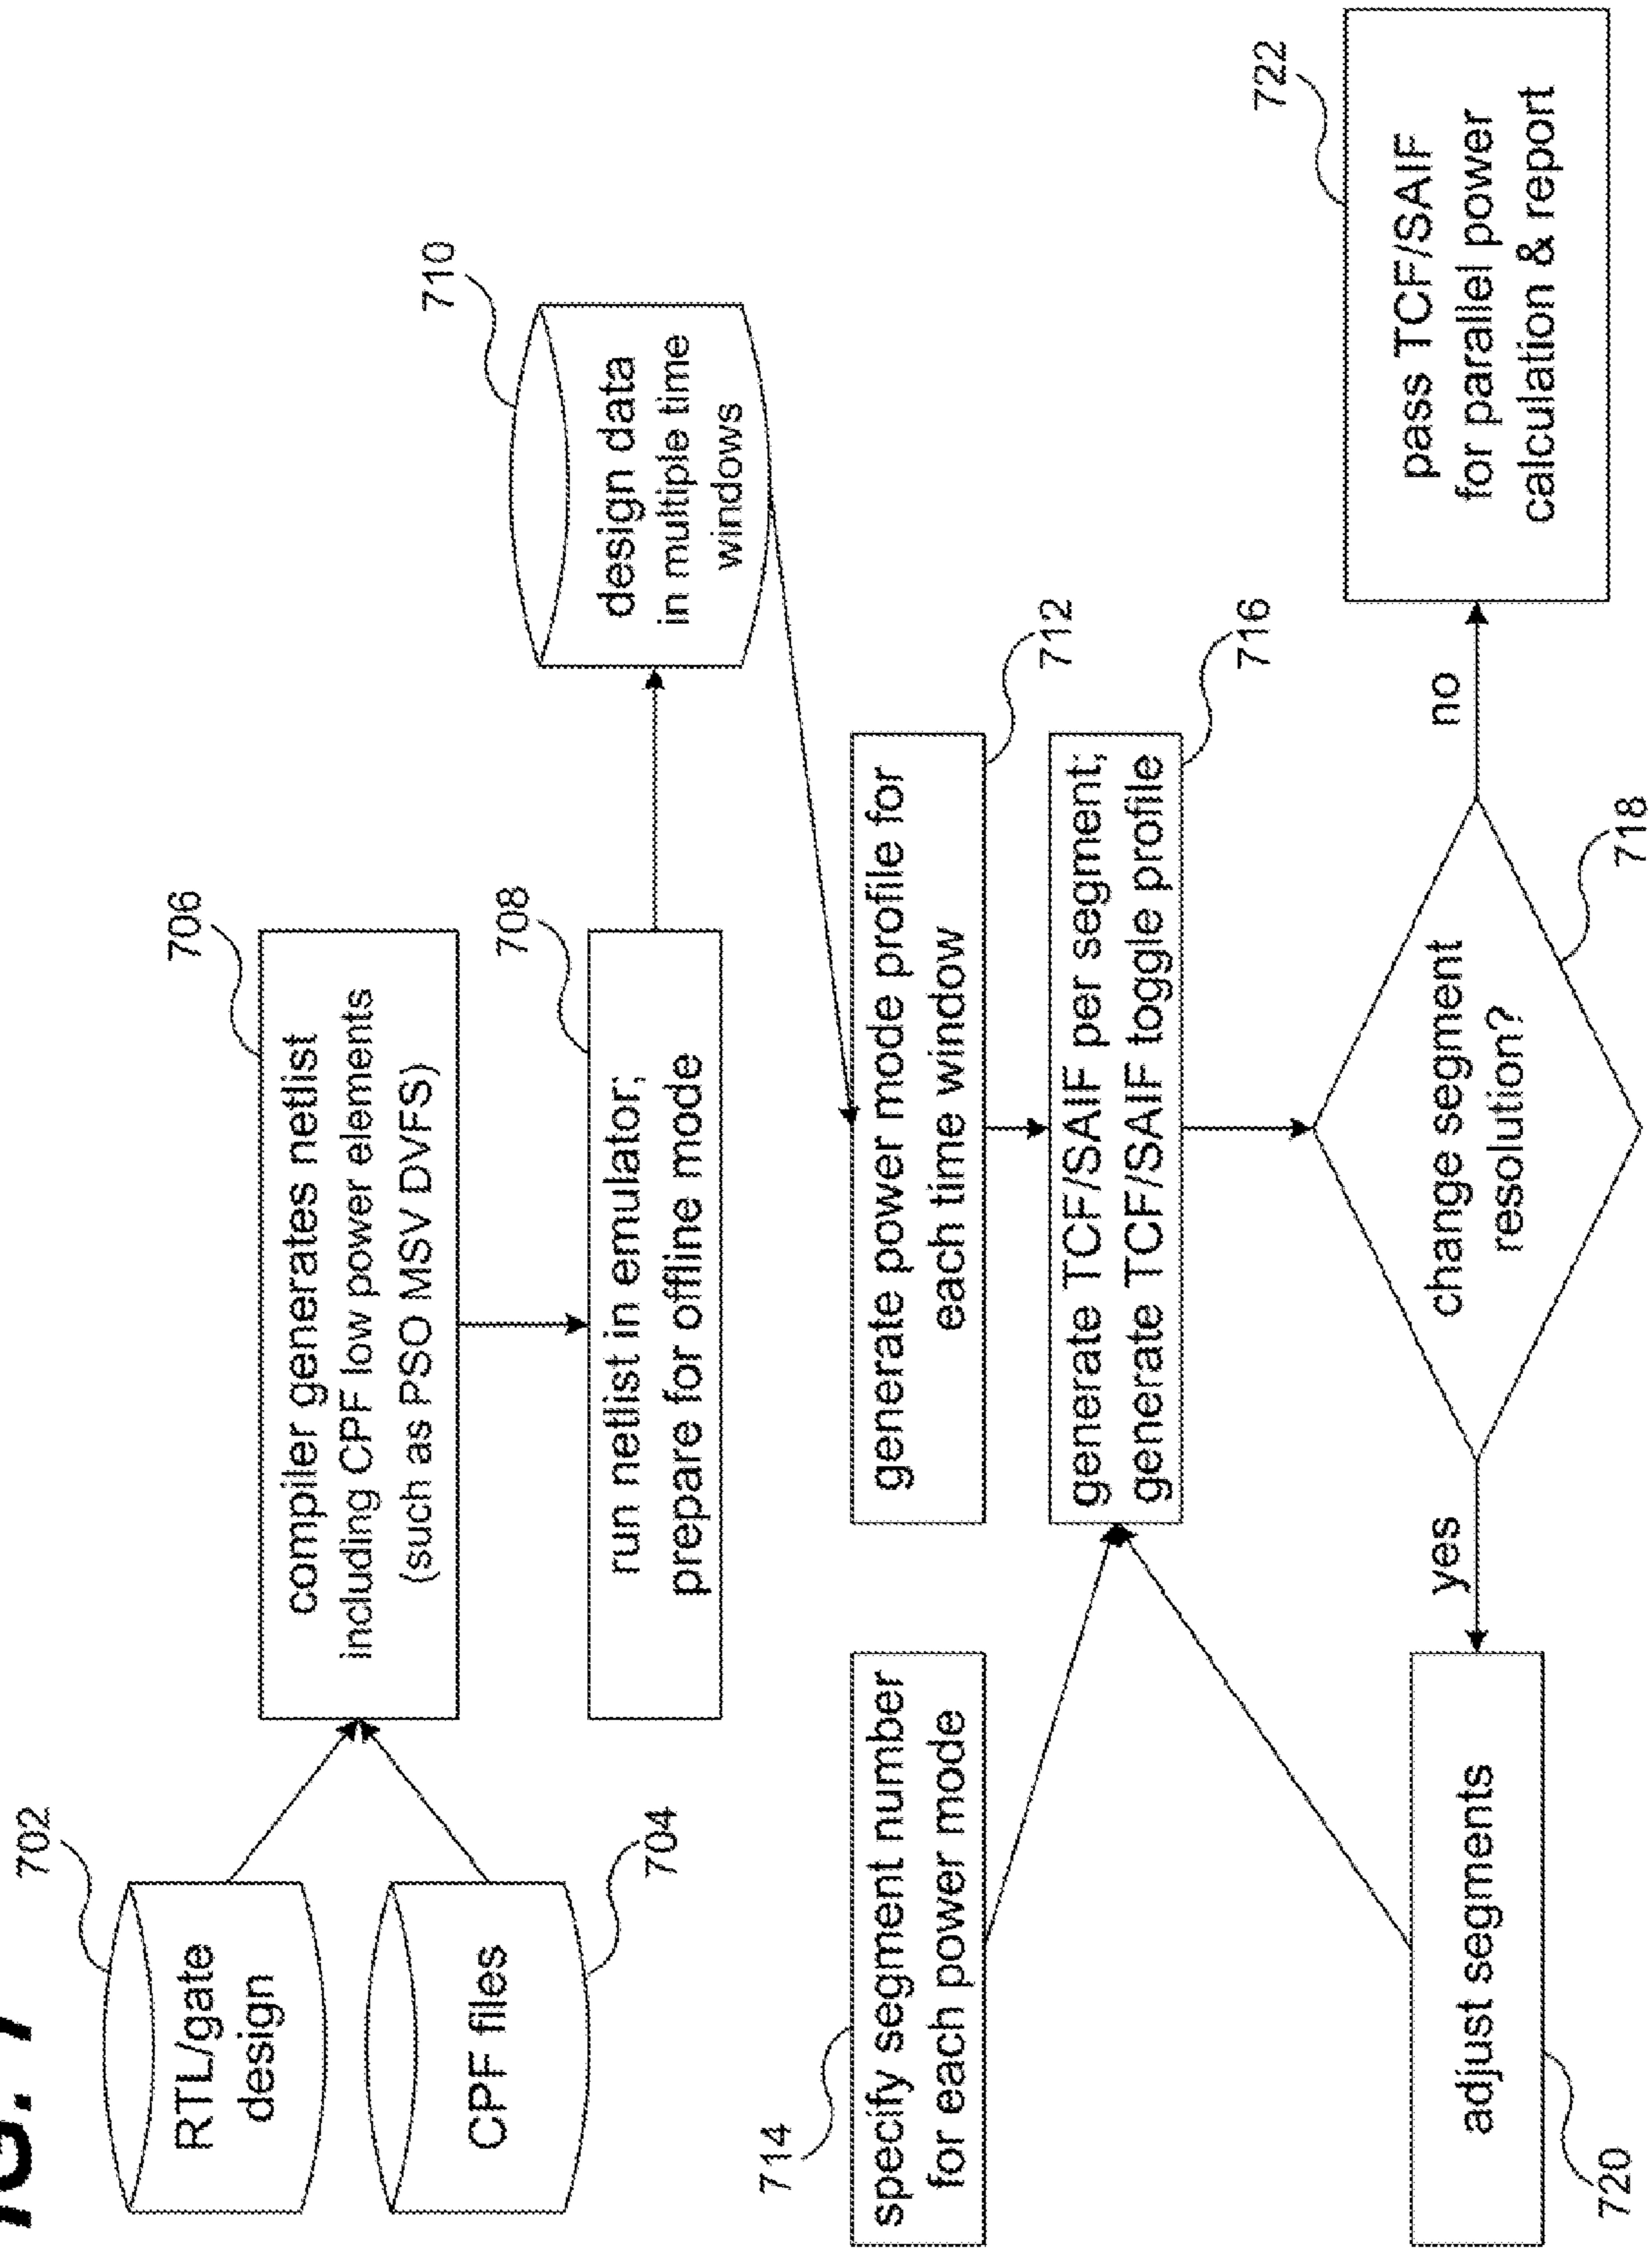 702
RTL/gate
design
CPF files
704
706
compiler generates netlist
including CPF low power elements
(such as PSO MSV DVFS)
708
run netlist in emulator;
prepare for offline mode
710
design data
in multiple time
windows
714
specify segment number
for each power mode
generate power mode profile for
each time window
712
generate TCF/SAIF per segment;
generate TCF/SAIF toggle profile
716
change segment
resolution?
718
yes
no
adjust segments
720
722
pass TCF/SAIF
for parallel power
calculation & report